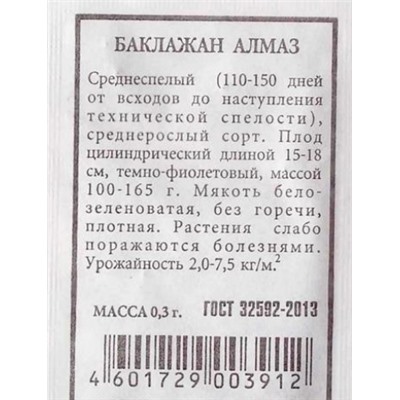 БАКЛАЖАН АЛМАЗ
Среднеспелый (110-150 дней
от всходов до наступления
технической спелости),
среднерослый сорт. Плод
цилиндрический длиной 15-18
см, темно-фиолетовый, массой
100-165 г. Мякоть бело-
зеленоватая, без горечи,
плотная. Растения слабо
поражаются болезнями.
Урожайность 2,0-7,5 кг/м.²
МАССА 0,3 г. ГОСТ 32592-2013
4 601729 003912